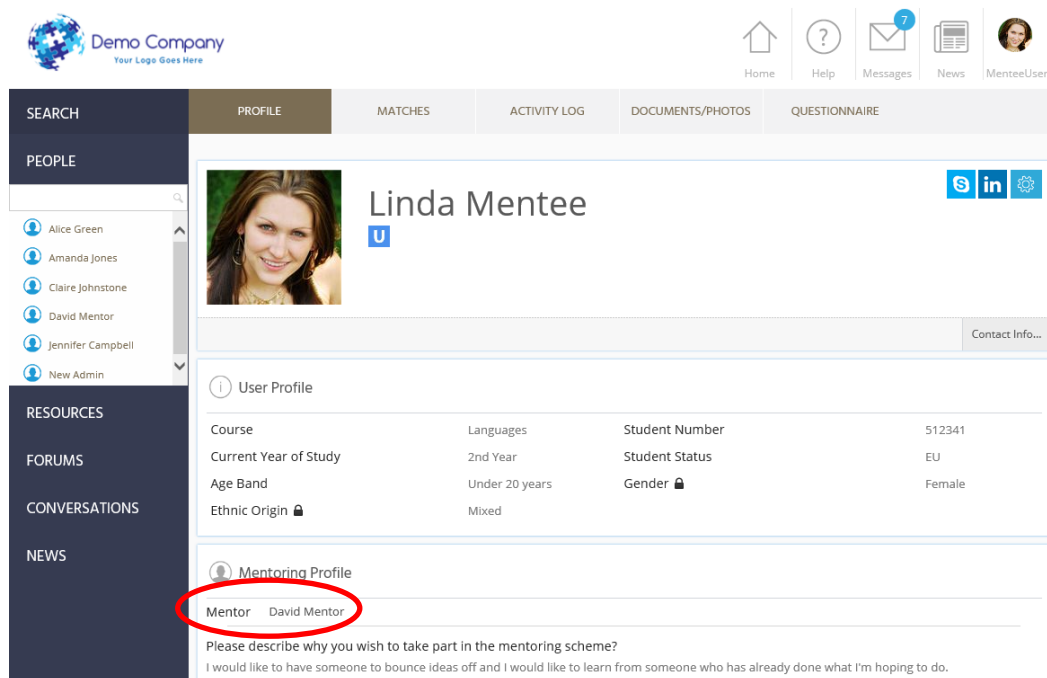 Demo Company
Your Logo Goes Here
7
Home
Help
Messages
News
MenteeUser
SEARCH
PROFILE
MATCHES
ACTIVITY LOG
DOCUMENTS/PHOTOS
QUESTIONNAIRE
PEOPLE
Alice Green
Amanda Jones
Claire Johnstone
David Mentor
Jennifer Campbell
New Admin
RESOURCES
FORUMS
CONVERSATIONS
NEWS
Linda Mentee
U
S
in
Contact Info...
User Profile
Course Languages Student Number 512341
Current Year of Study 2nd Year Student Status EU
Age Band Under 20 years Gender Female
Ethnic Origin Mixed
Mentoring Profile
Mentor David Mentor
Please describe why you wish to take part in the mentoring scheme?
I would like to have someone to bounce ideas off and I would like to learn from someone who has already done what I'm hoping to do.